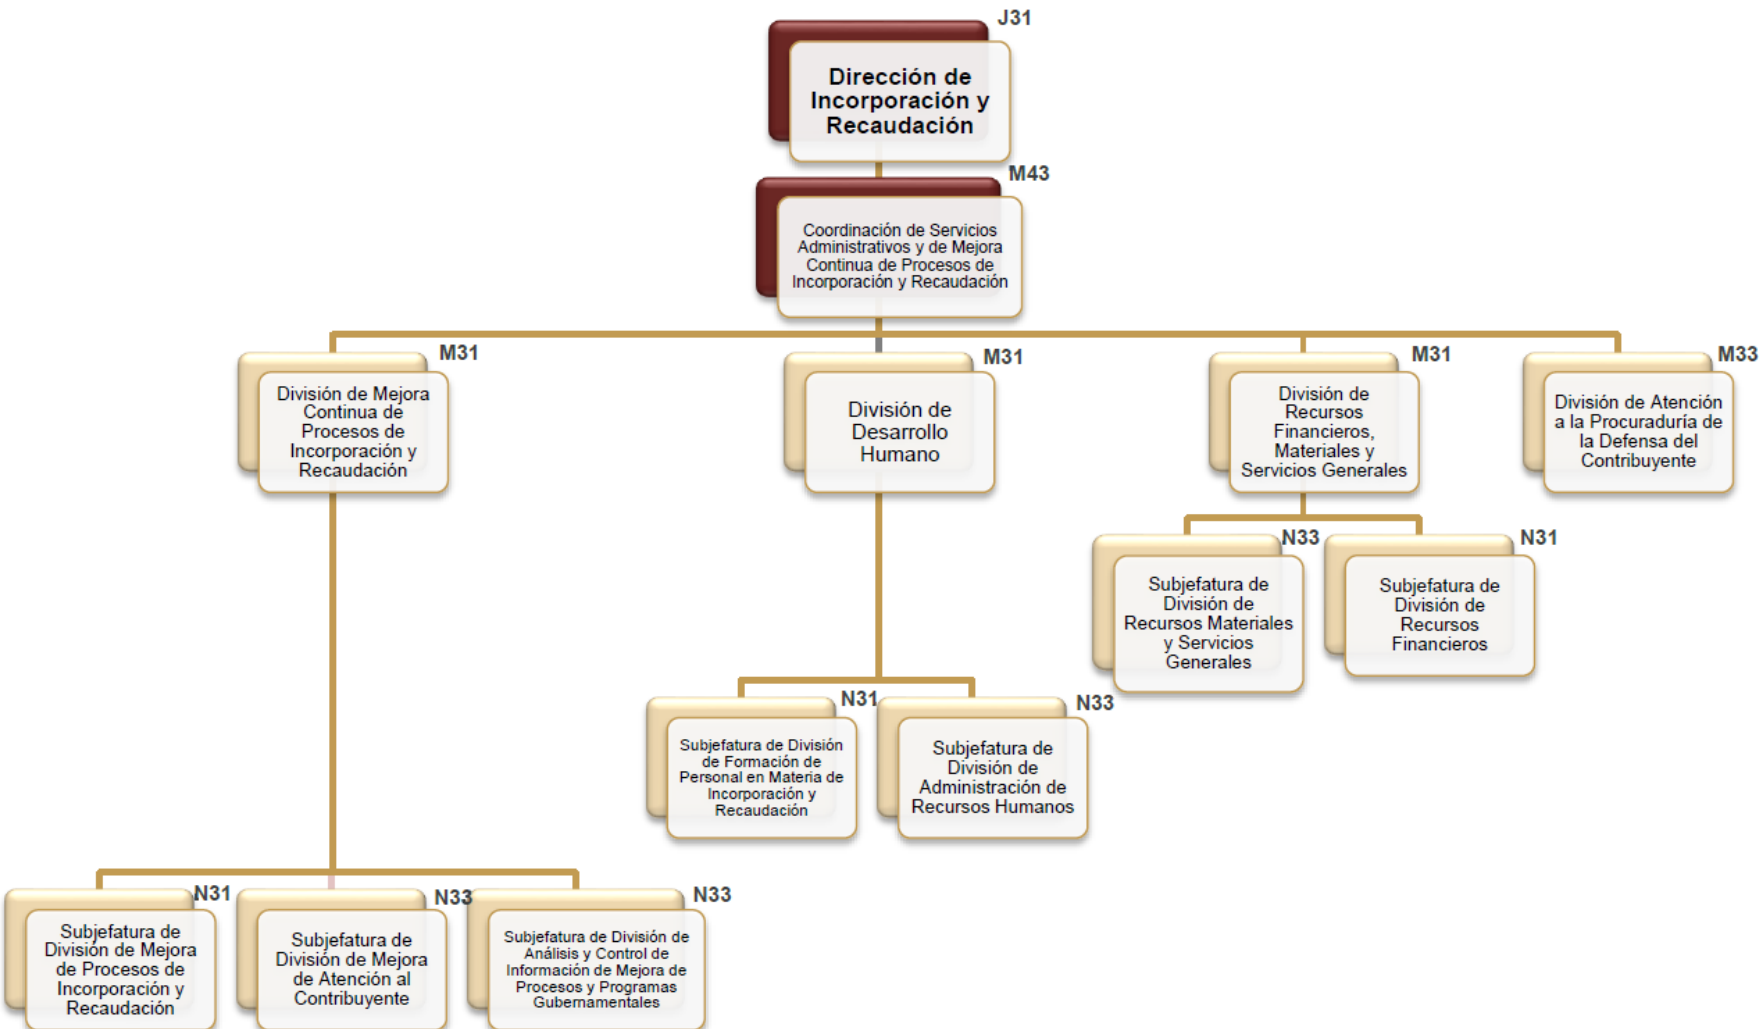 J31
Dirección de
Incorporación y
Recaudación
M43
Coordinación de Servicios
Administrativos y de Mejora
Continua de Procesos de
Incorporación y Recaudación
M31
División de Mejora
Continua de
Procesos de
Incorporación y
Recaudación
M31
División de
Desarrollo
Humano
M31
División de
Recursos
Financieros,
Materiales y
Servicios Generales
M33
División de Atención
a la Procuraduría de
la Defensa del
Contribuyente
N33
Subjefatura de
División de
Recursos Materiales
y Servicios
Generales
N31
Subjefatura de
División de
Recursos
Financieros
N31
Subjefatura de División
de Formación de
Personal en Materia de
Incorporación y
Recaudación
N33
Subjefatura de
División de
Administración de
Recursos Humanos
N31
Subjefatura de
División de Mejora
de Procesos de
Incorporación y
Recaudación
N33
Subjefatura de
División de Mejora
de Atención al
Contribuyente
N33
Subjefatura de División de
Análisis y Control de
Información de Mejora de
Procesos y Programas
Gubernamentales